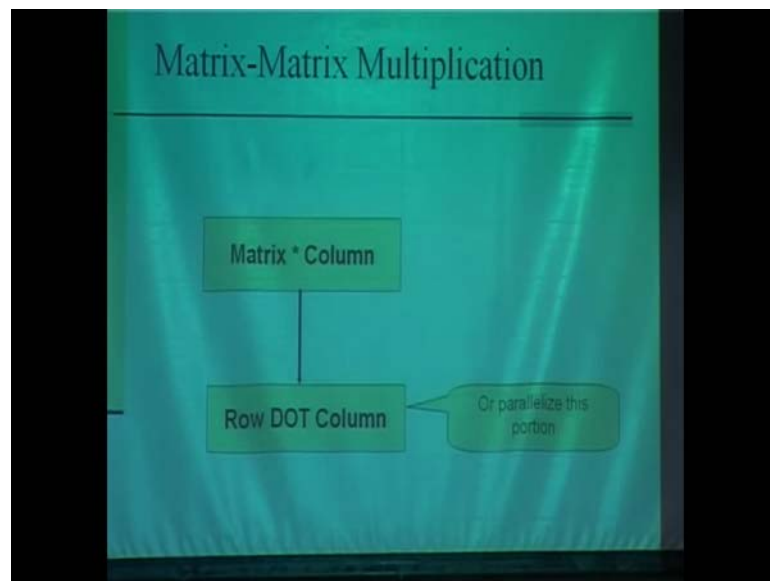 Matrix-Matrix Multiplication
Matrix * Column
Row DOT Column
Or parallelize this
portion